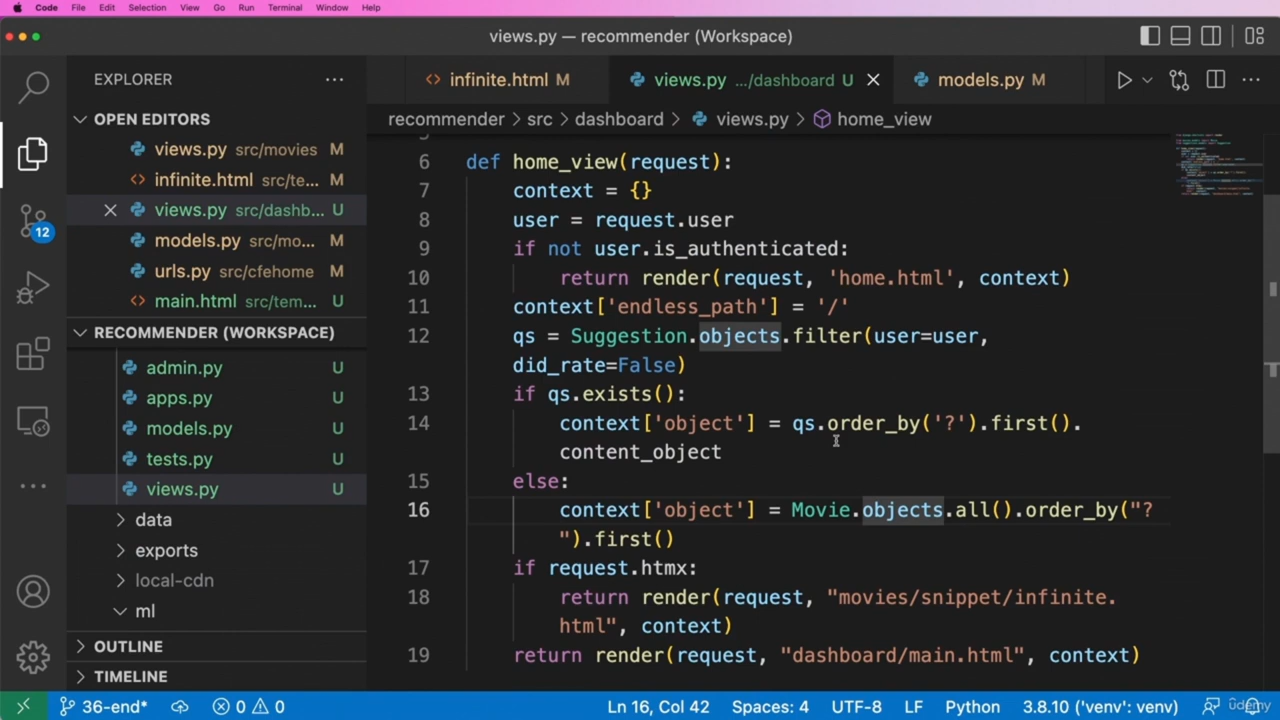 Code File Edit Selection View Go Run Terminal Window Help
views.py — recommender (Workspace)
EXPLORER
infinite.html M
views.py .../dashboard U
models.py M
recommender > src > dashboard > views.py > home_view
OPEN EDITORS
views.py src/movies M
infinite.html src/te... M
views.py src/dashb... U
models.py src/mo... M
urls.py src/cfehome M
main.html src/tem... U
RECOMMENDER (WORKSPACE)
admin.py U
apps.py U
models.py U
tests.py U
views.py U
data
exports
local-cdn
ml
OUTLINE
TIMELINE
12
6 def home_view(request):
7 context = {}
8 user = request.user
9 if not user.is_authenticated:
10 return render(request, 'home.html', context)
11 context['endless_path'] = '/'
12 qs = Suggestion.objects.filter(user=user,
did_rate=False)
13 if qs.exists():
14 context['object'] = qs.order_by('?').first().
content_object
15 else:
16 context['object'] = Movie.objects.all().order_by("?
").first()
17 if request.htmx:
18 return render(request, "movies/snippet/infinite.
html", context)
19 return render(request, "dashboard/main.html", context)
36-end* 0 0 Ln 16, Col 42 Spaces: 4 UTF-8 LF Python 3.8.10 ('venv': venv)
udemy